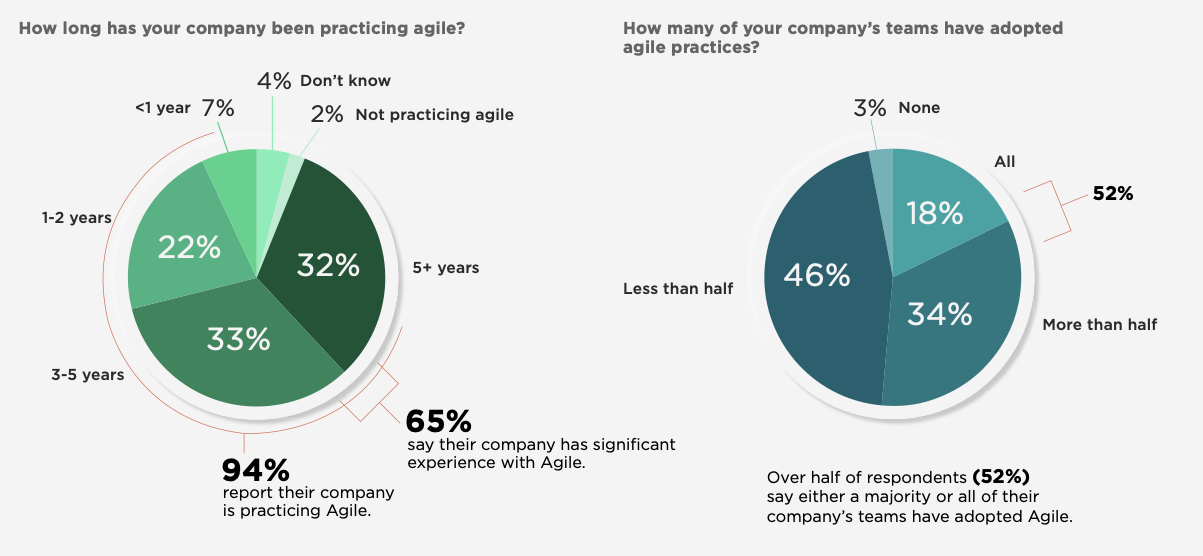 How long has your company been practicing agile?
4% Don't know
<1 year 7%
2% Not practicing agile
1-2 years
22%
32%
5+ years
33%
3-5 years
65%
say their company has significant
experience with Agile.
94%
report their company
is practicing Agile.
How many of your company's teams have adopted
agile practices?
3% None
All
52%
18%
46%
Less than half
34%
More than half
Over half of respondents (52%)
say either a majority or all of their
company's teams have adopted Agile.